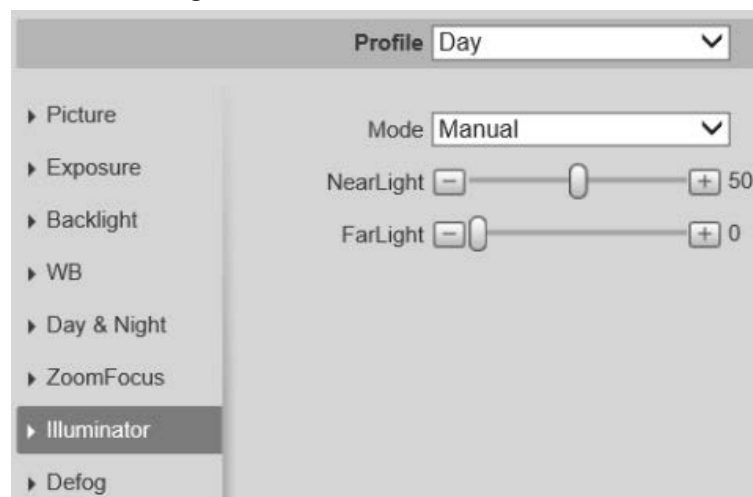 Profile Day
Picture
Mode Manual
Exposure
NearLight 50
Backlight
FarLight 0
WB
Day & Night
ZoomFocus
Illuminator
Defog